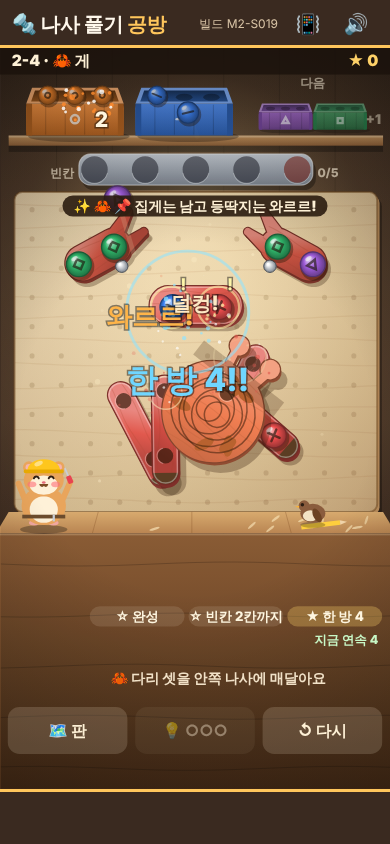 나사 풀기 공방
빌드 M2-S019
2-4 · 게
★ 0
다음
2
+1
빈칸
0/5
집게는 남고 등딱지는 와르르!
! !
덜컹!
와르르!
한 방 4!!
☆ 완성
☆ 빈칸 2칸까지
★ 한 방 4
지금 연속 4
다리 셋을 안쪽 나사에 매달아요
판
다시